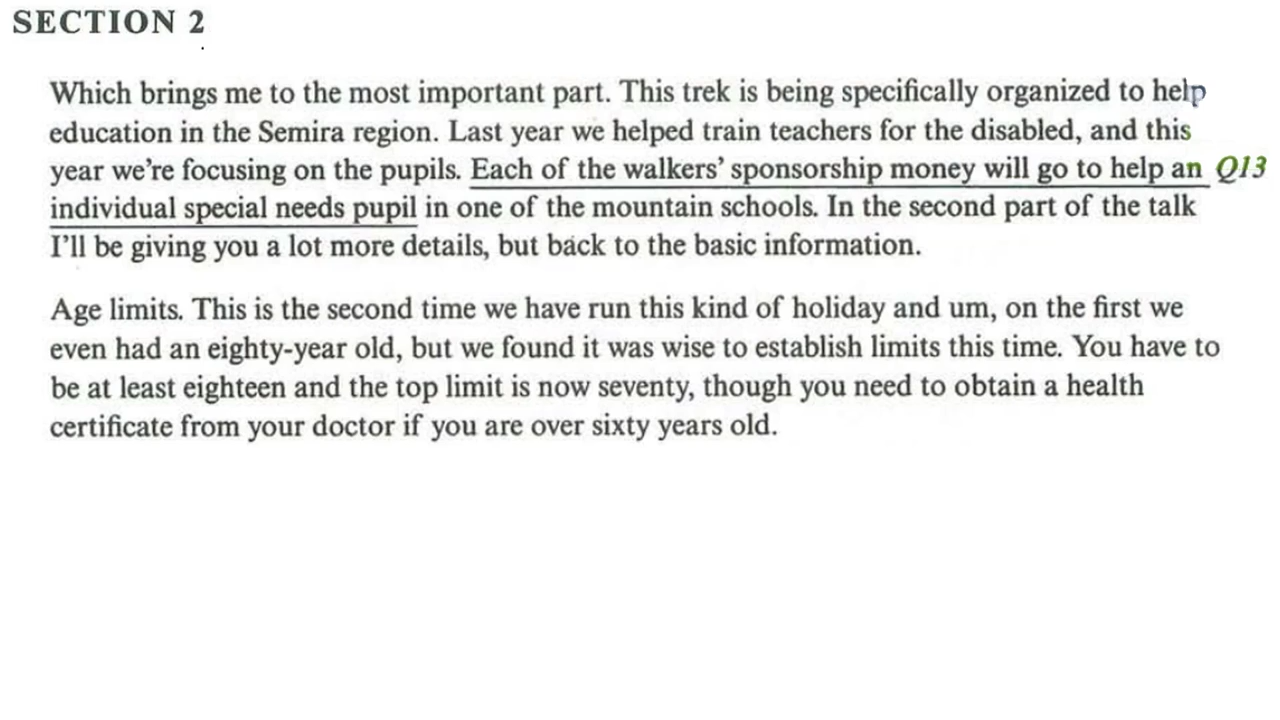 SECTION 2
Which brings me to the most important part. This trek is being specifically organized to help
education in the Semira region. Last year we helped train teachers for the disabled, and this
year we're focusing on the pupils. Each of the walkers' sponsorship money will go to help an Q13
individual special needs pupil in one of the mountain schools. In the second part of the talk
I'll be giving you a lot more details, but back to the basic information.
Age limits. This is the second time we have run this kind of holiday and um, on the first we
even had an eighty-year old, but we found it was wise to establish limits this time. You have to
be at least eighteen and the top limit is now seventy, though you need to obtain a health
certificate from your doctor if you are over sixty years old.